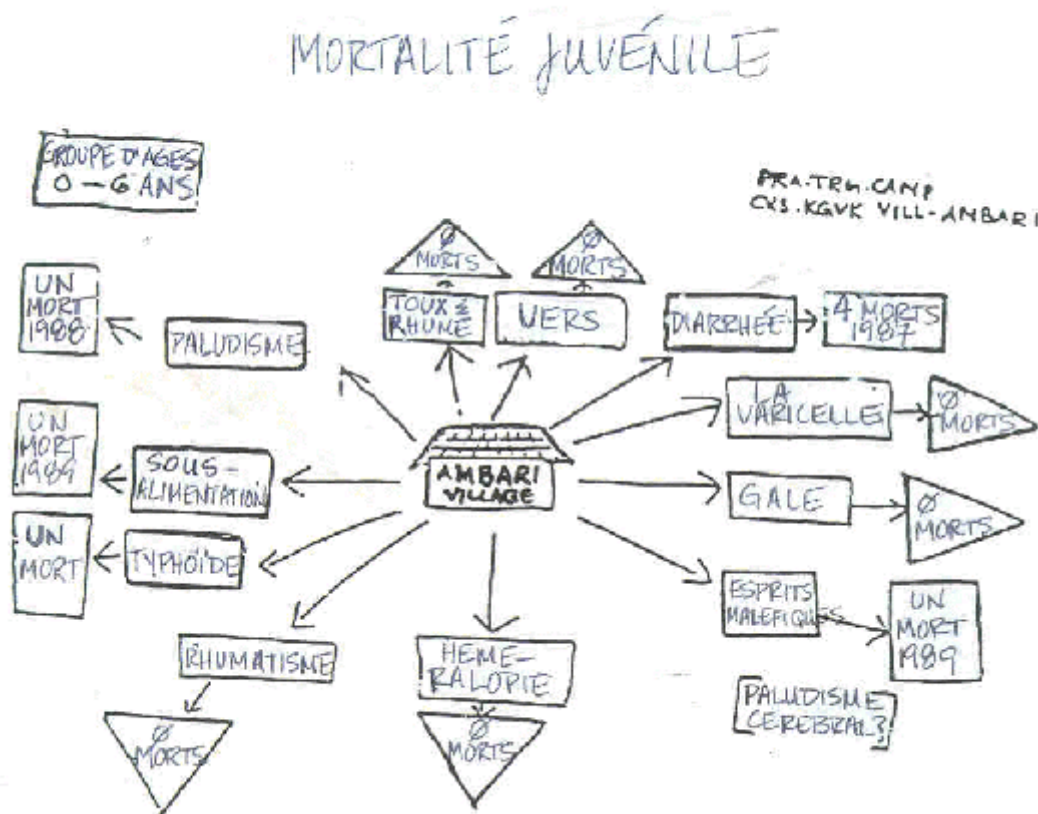 MORTALITÉ JUVÉNILE
GROUPE D'AGES
0 - 6 ANS
PRA.TRG.CAMP
CXS.KGVK VILL-AMBARI
UN
MORT
1988
PALUDISME
Ø
MORTS
TOUX &
RHUME
Ø
MORTS
VERS
DIARRHÉE
4 MORTS
1987
LA
VARICELLE
Ø
MORTS
UN
MORT
1989
SOUS-
ALIMENTATION
AMBARI
VILLAGE
GALE
Ø
MORTS
UN
MORT
TYPHOÏDE
ESPRITS
MALEFIQUES
UN
MORT
1989
RHUMATISME
HEME-
RALOPIE
[PALUDISME
CEREBRAL?]
Ø
MORTS
Ø
MORTS